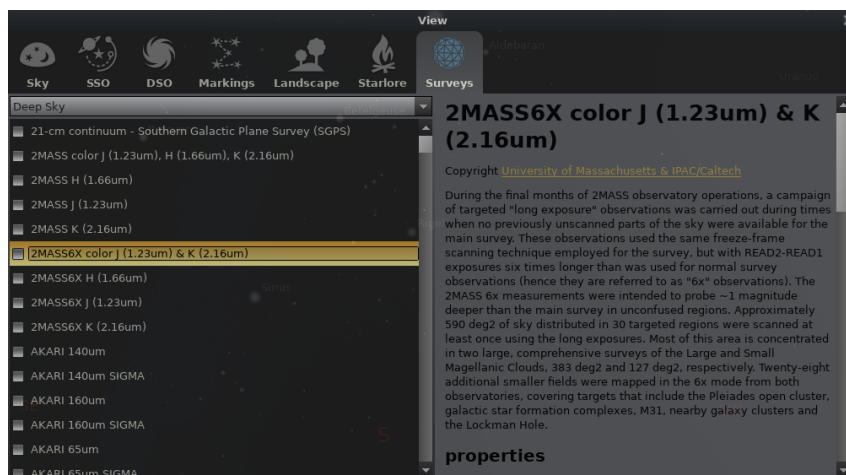 View
Aldebaran
Uranus
Sky
SSO
DSO
Markings
Landscape
Starlore
Surveys
Deep Sky
Betelgeuse
21-cm continuum - Southern Galactic Plane Survey (SGPS)
2MASS color J (1.23um), H (1.66um), K (2.16um)
2MASS H (1.66um)
2MASS J (1.23um)
2MASS K (2.16um)
2MASS6X color J (1.23um) & K (2.16um)
2MASS6X H (1.66um)
2MASS6X J (1.23um)
Sirius
2MASS6X K (2.16um)
AKARI 140um
AKARI 140um SIGMA
AKARI 160um
AKARI 160um SIGMA
S
AKARI 65um
AKARI 65um SIGMA
2MASS6X color J (1.23um) & K
(2.16um)
Copyright University of Massachusetts & IPAC/Caltech
During the final months of 2MASS observatory operations, a campaign
of targeted "long exposure" observations was carried out during times
when no previously unscanned parts of the sky were available for the
main survey. These observations used the same freeze-frame
scanning technique employed for the survey, but with READ2-READ1
exposures six times longer than was used for normal survey
observations (hence they are referred to as "6x" observations). The
2MASS 6x measurements were intended to probe ~1 magnitude
deeper than the main survey in unconfused regions. Approximately
590 deg2 of sky distributed in 30 targeted regions were scanned at
least once using the long exposures. Most of this area is concentrated
in two large, comprehensive surveys of the Large and Small
Magellanic Clouds, 383 deg2 and 127 deg2, respectively. Twenty-eight
additional smaller fields were mapped in the 6x mode from both
observatories, covering targets that include the Pleiades open cluster,
galactic star formation complexes, M31, nearby galaxy clusters and
the Lockman Hole.
properties